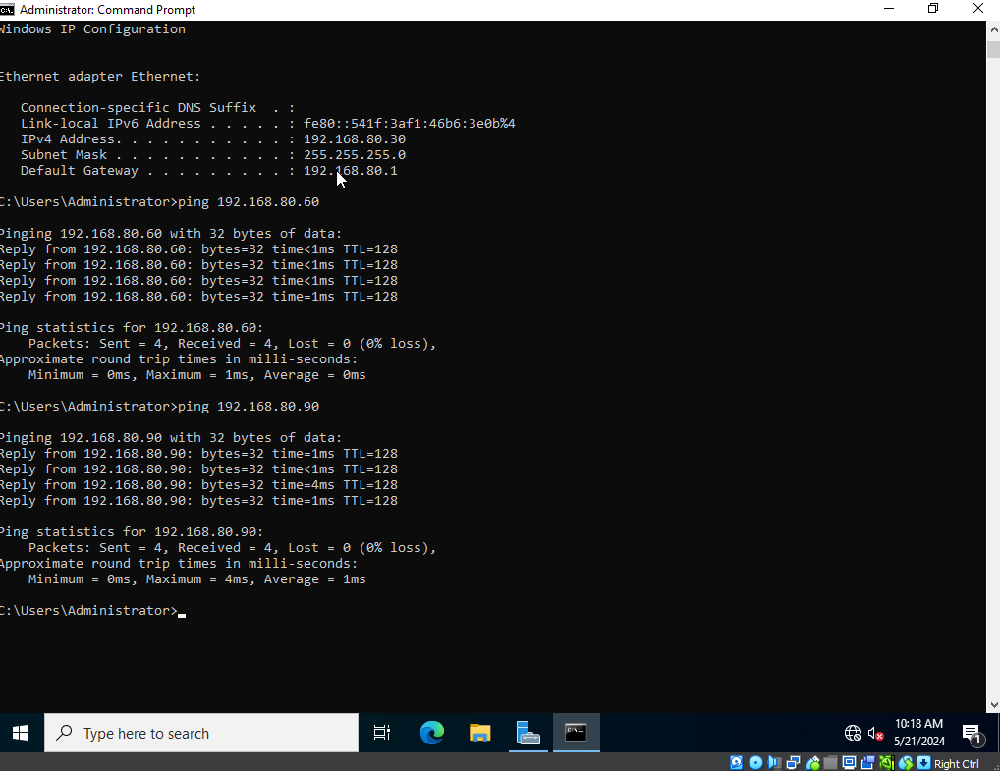 Administrator: Command Prompt
Windows IP Configuration
Ethernet adapter Ethernet:
Connection-specific DNS Suffix  . :
Link-local IPv6 Address . . . . . : fe80::541f:3af1:46b6:3e0b%4
IPv4 Address. . . . . . . . . . . : 192.168.80.30
Subnet Mask . . . . . . . . . . . : 255.255.255.0
Default Gateway . . . . . . . . . : 192.168.80.1
C:\Users\Administrator>ping 192.168.80.60
Pinging 192.168.80.60 with 32 bytes of data:
Reply from 192.168.80.60: bytes=32 time<1ms TTL=128
Reply from 192.168.80.60: bytes=32 time<1ms TTL=128
Reply from 192.168.80.60: bytes=32 time<1ms TTL=128
Reply from 192.168.80.60: bytes=32 time=1ms TTL=128
Ping statistics for 192.168.80.60:
Packets: Sent = 4, Received = 4, Lost = 0 (0% loss),
Approximate round trip times in milli-seconds:
Minimum = 0ms, Maximum = 1ms, Average = 0ms
C:\Users\Administrator>ping 192.168.80.90
Pinging 192.168.80.90 with 32 bytes of data:
Reply from 192.168.80.90: bytes=32 time=1ms TTL=128
Reply from 192.168.80.90: bytes=32 time<1ms TTL=128
Reply from 192.168.80.90: bytes=32 time=4ms TTL=128
Reply from 192.168.80.90: bytes=32 time=1ms TTL=128
Ping statistics for 192.168.80.90:
Packets: Sent = 4, Received = 4, Lost = 0 (0% loss),
Approximate round trip times in milli-seconds:
Minimum = 0ms, Maximum = 4ms, Average = 1ms
C:\Users\Administrator>
Type here to search
10:18 AM
5/21/2024
1
Right Ctrl